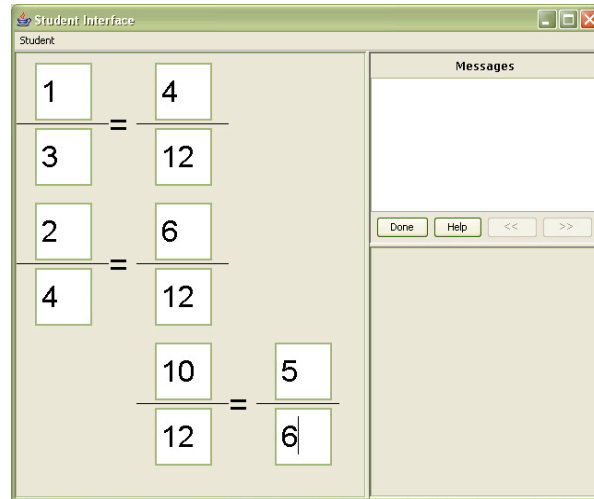 Student Interface
Student
1 4
= 
3 12
2 6
=
4 12
10 5
=
12 6
Messages
Done Help << >>